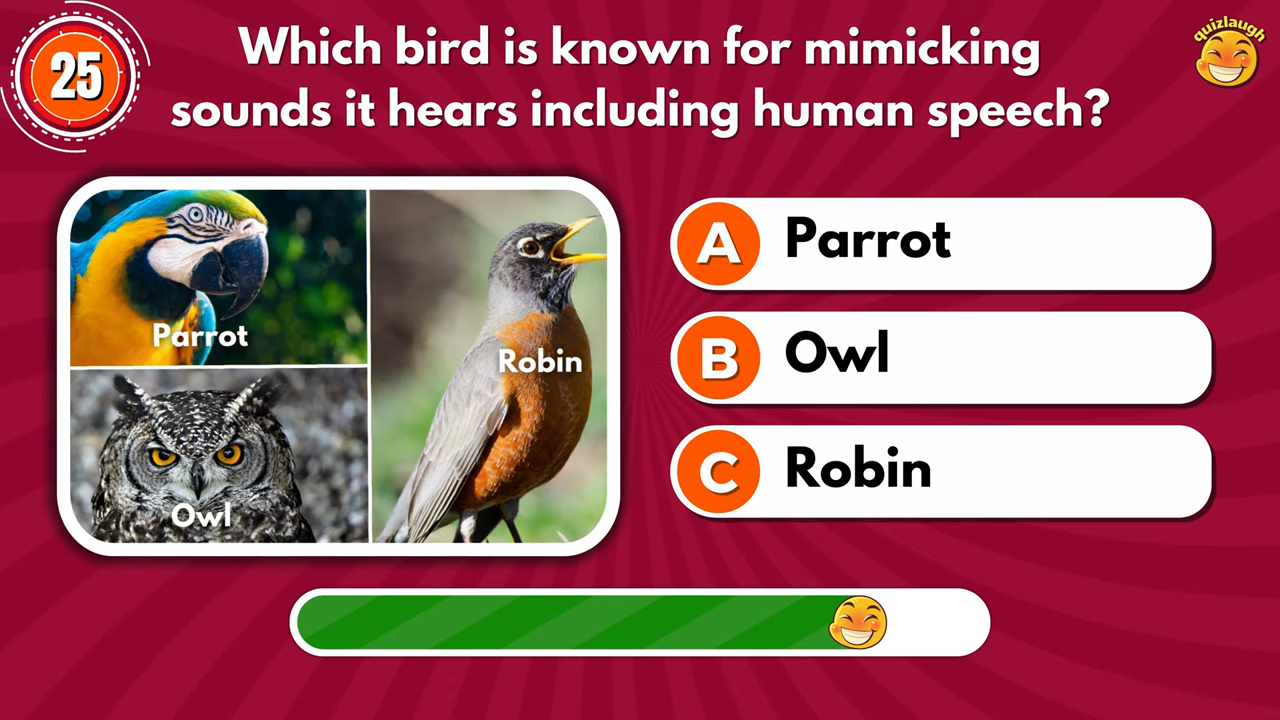 25
Which bird is known for mimicking
sounds it hears including human speech?
quizlaugh
Parrot
Robin
Owl
A Parrot
B Owl
C Robin